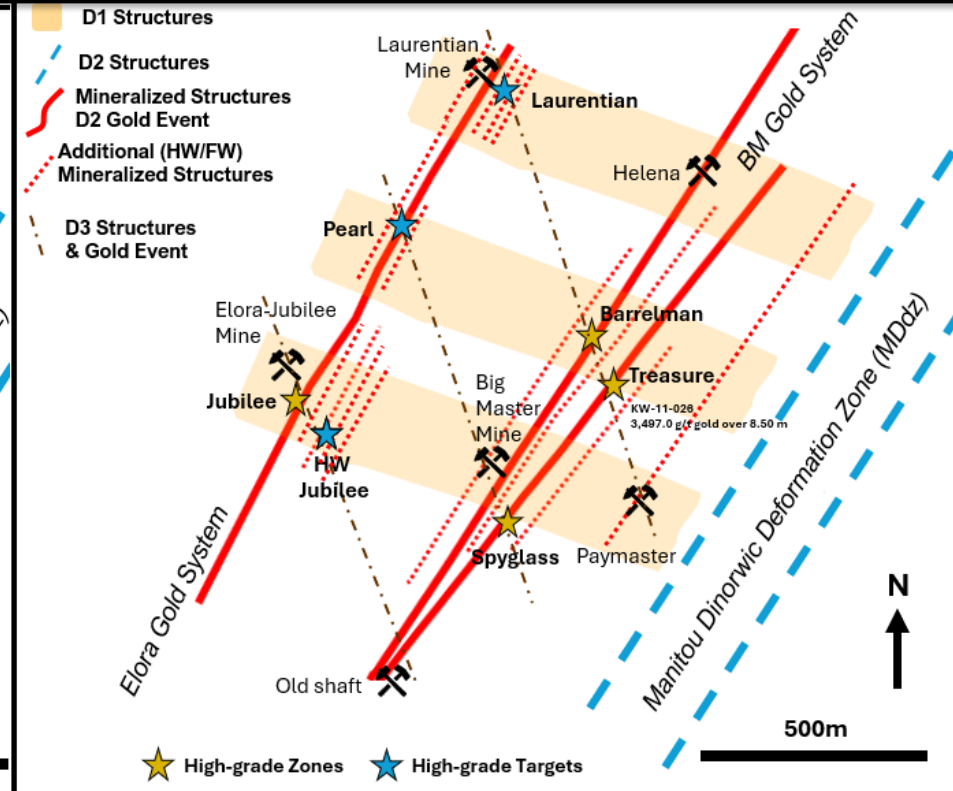 D1 Structures
D2 Structures
Mineralized Structures
D2 Gold Event
Additional (HW/FW)
Mineralized Structures
D3 Structures
& Gold Event
Laurentian
Mine
Laurentian
Helena
BM Gold System
Pearl
Elora-Jubilee
Mine
Jubilee
HW
Jubilee
Barrelman
Treasure
KW-11-026
3,497.0 g/t gold over 8.50 m
Big
Master
Mine
Spyglass
Paymaster
Elora Gold System
Old shaft
Manitou Dinorwic Deformation Zone (MDdz)
N
500m
High-grade Zones
High-grade Targets